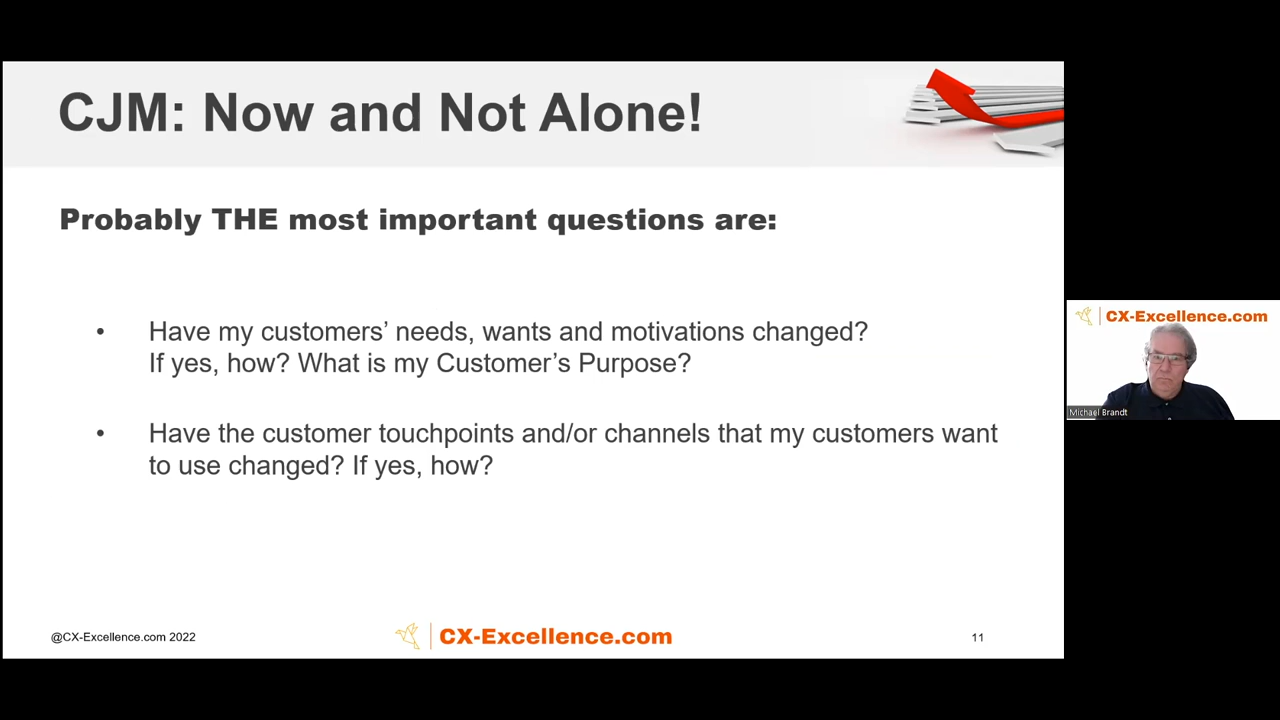 CJM: Now and Not Alone!
Probably THE most important questions are:
• Have my customers’ needs, wants and motivations changed?
If yes, how? What is my Customer’s Purpose?
• Have the customer touchpoints and/or channels that my customers want
to use changed? If yes, how?
@CX-Excellence.com 2022
CX-Excellence.com
11
CX-Excellence.com
Michael Brandt